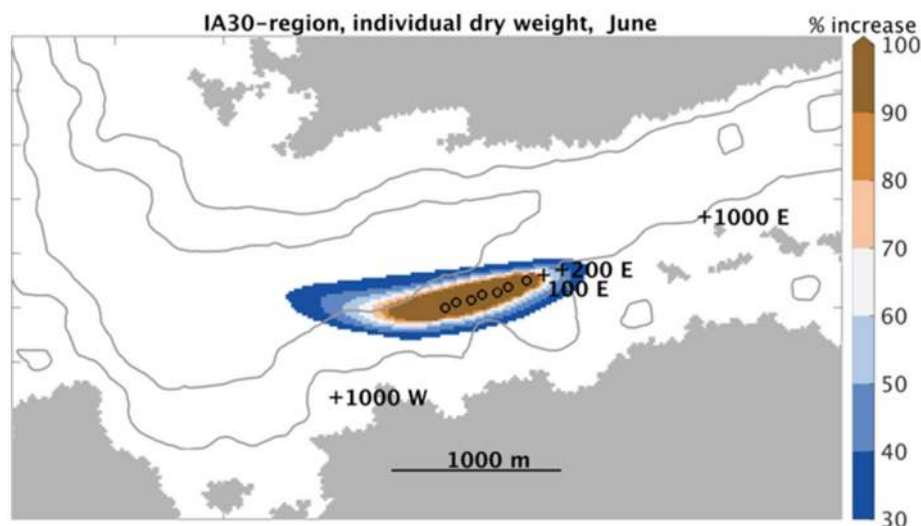 IA30-region, individual dry weight, June
% increase
100
90
80
70
60
50
40
30
+1000 E
++200 E
100 E
+1000 W
1000 m